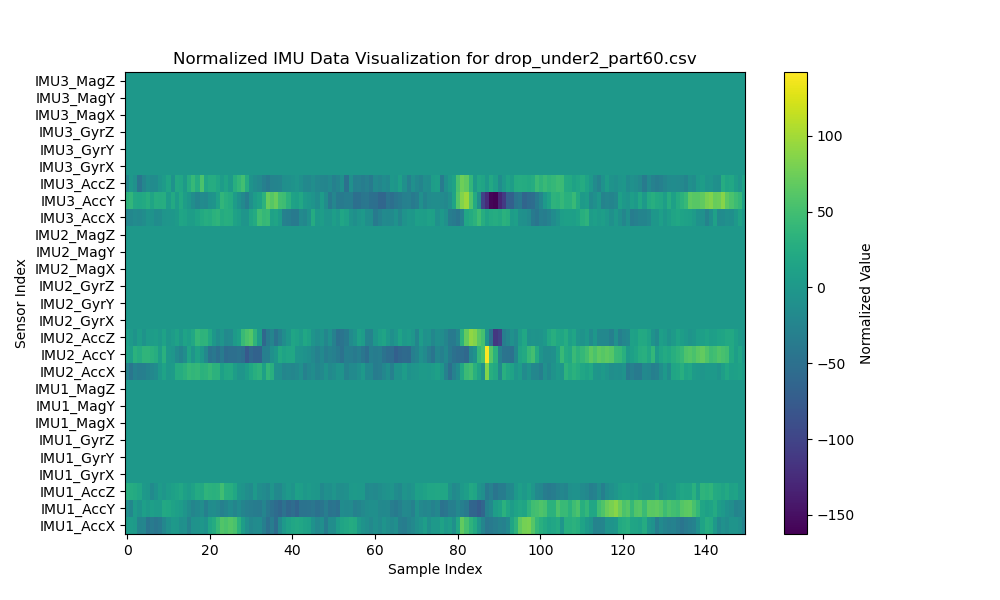 Normalized IMU Data Visualization for drop_under2_part60.csv
IMU3_MagZ
IMU3_MagY
IMU3_MagX
IMU3_GyrZ
IMU3_GyrY
IMU3_GyrX
IMU3_AccZ
IMU3_AccY
IMU3_AccX
IMU2_MagZ
IMU2_MagY
IMU2_MagX
IMU2_GyrZ
IMU2_GyrY
IMU2_GyrX
IMU2_AccZ
IMU2_AccY
IMU2_AccX
IMU1_MagZ
IMU1_MagY
IMU1_MagX
IMU1_GyrZ
IMU1_GyrY
IMU1_GyrX
IMU1_AccZ
IMU1_AccY
IMU1_AccX
Sensor Index
0 20 40 60 80 100 120 140
Sample Index
100
50
0
−50
−100
−150
Normalized Value